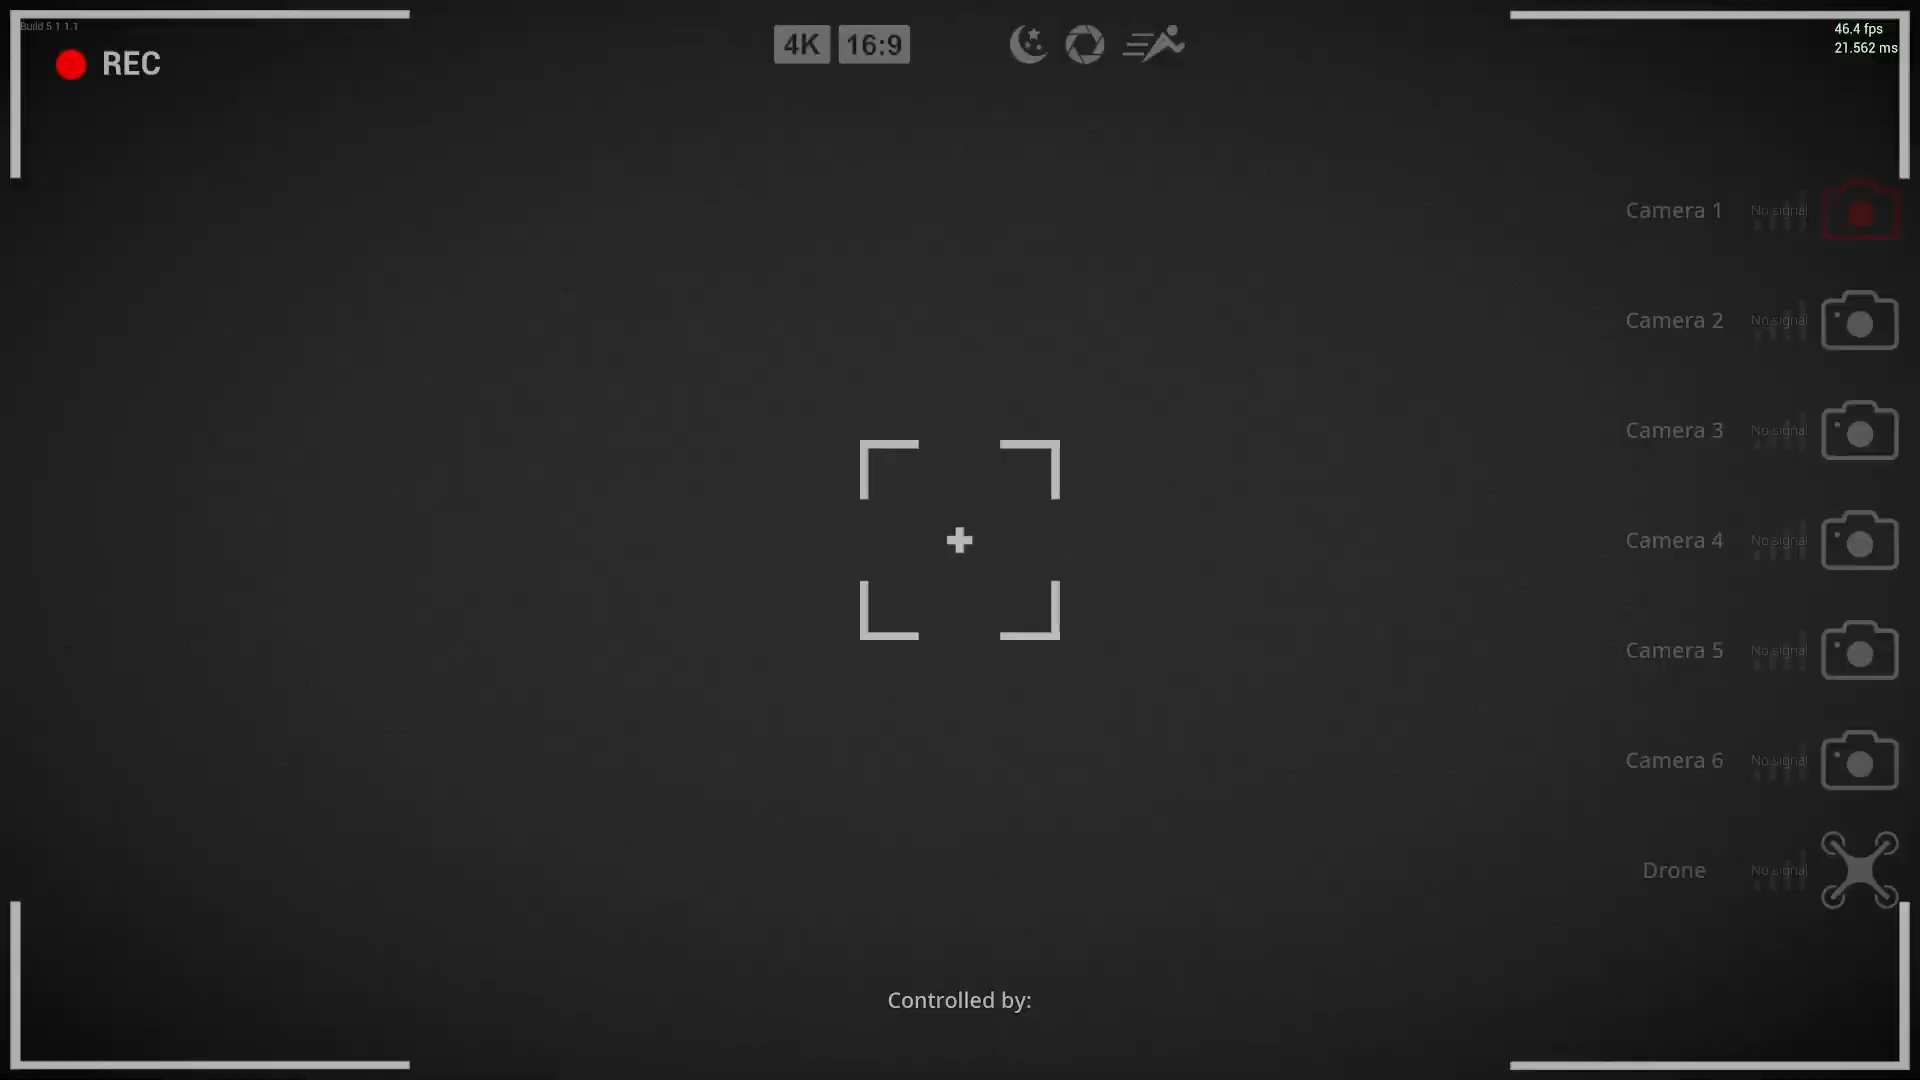 Build 5.1.1.1
REC
4K 16:9
46.4 fps
21.562 ms
Camera 1 No signal
Camera 2 No signal
Camera 3 No signal
Camera 4 No signal
Camera 5 No signal
Camera 6 No signal
Drone No signal
Controlled by: